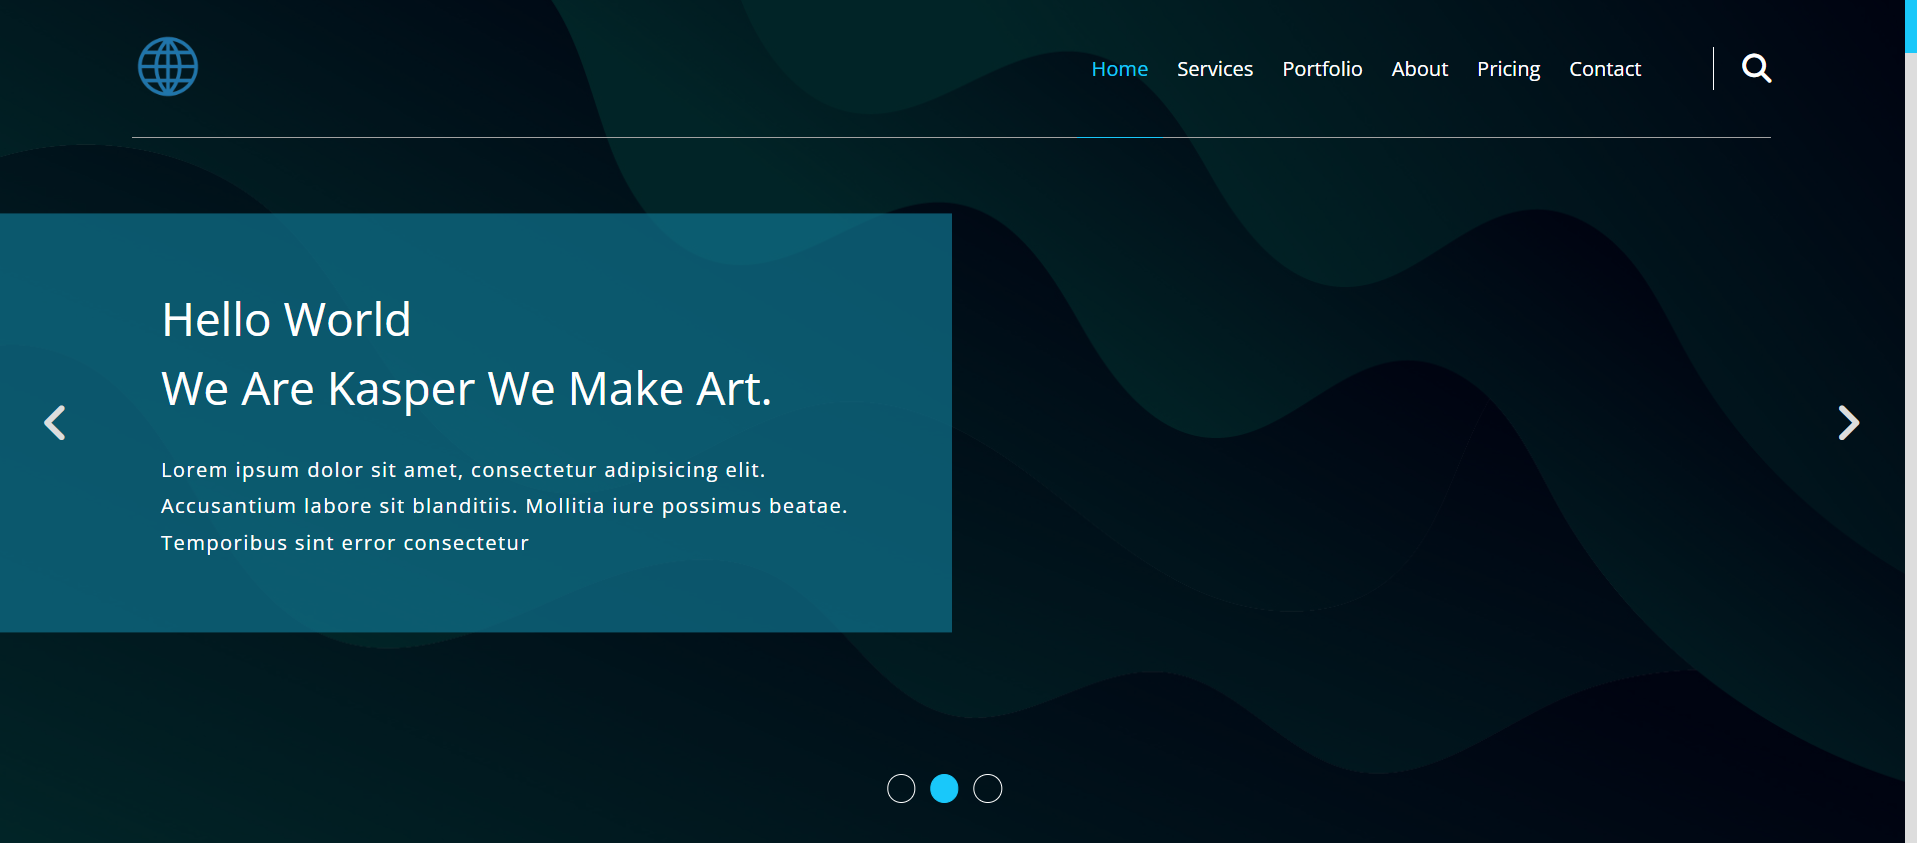 Home Services Portfolio About Pricing Contact
Hello World
We Are Kasper We Make Art.
Lorem ipsum dolor sit amet, consectetur adipisicing elit.
Accusantium labore sit blanditiis. Mollitia iure possimus beatae.
Temporibus sint error consectetur